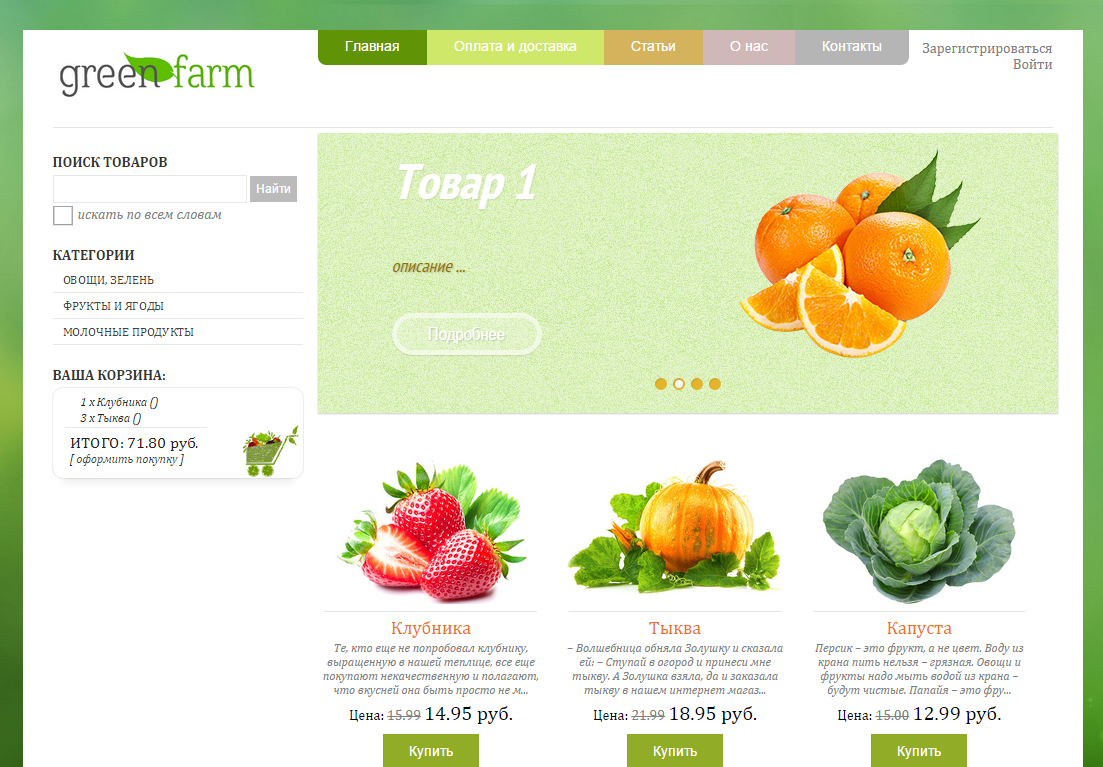 green farm
Главная
Оплата и доставка
Статьи
О нас
Контакты
Зарегистрироваться
Войти
ПОИСК ТОВАРОВ
Найти
искать по всем словам
КАТЕГОРИИ
ОВОЩИ, ЗЕЛЕНЬ
ФРУКТЫ И ЯГОДЫ
МОЛОЧНЫЕ ПРОДУКТЫ
ВАША КОРЗИНА:
1 x Клубника ()
3 x Тыква ()
ИТОГО: 71.80 руб.
[ оформить покупку ]
Товар 1
описание ...
Подробнее
Клубника
Те, кто еще не попробовал клубнику,
выращенную в нашей теплице, все еще
покупают некачественную и полагают,
что вкусней она быть просто не м...
Цена: 15.99 14.95 руб.
Купить
Тыква
– Волшебница обняла Золушку и сказала
ей: – Ступай в огород и принеси мне
тыкву. А Золушка взяла, да и заказала
тыкву в нашем интернет магаз...
Цена: 21.99 18.95 руб.
Купить
Капуста
Персик – это фрукт, а не цвет. Воду из
крана пить нельзя – грязная. Овощи и
фрукты надо мыть водой из крана –
будут чистые. Папайя – это фру...
Цена: 15.00 12.99 руб.
Купить